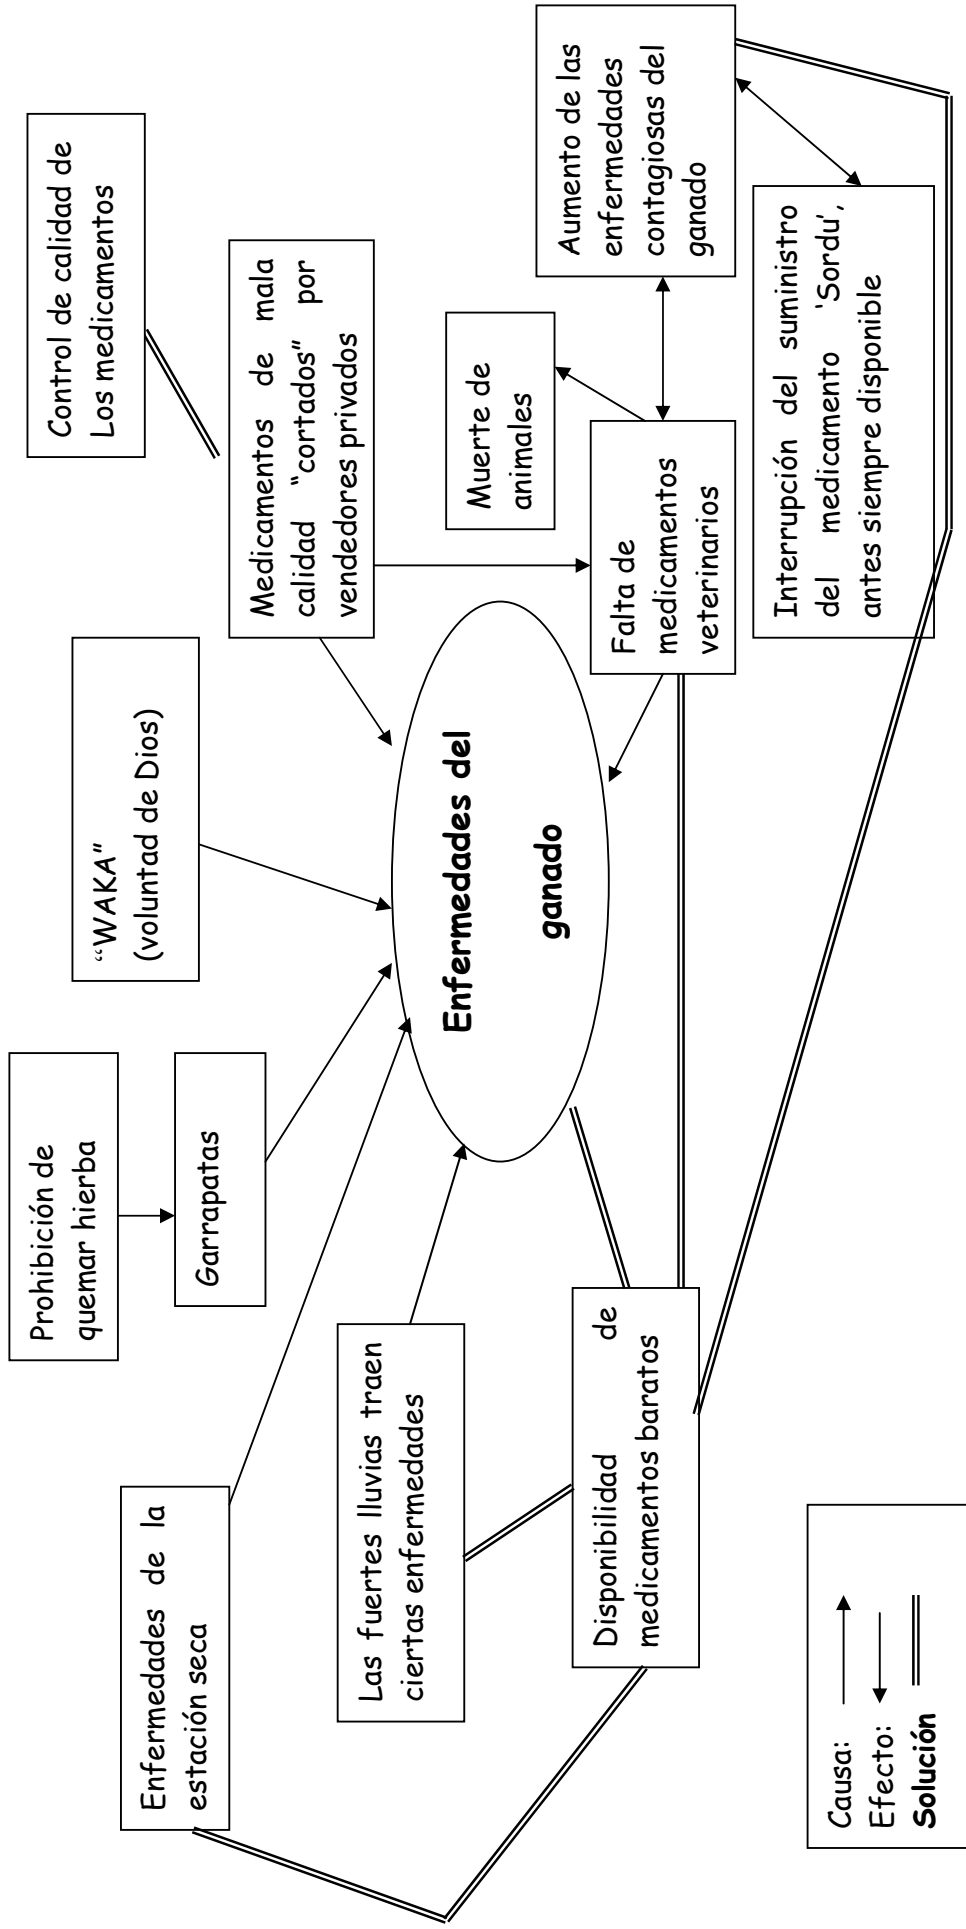 Control de calidad de
Los medicamentos
"WAKA"
(voluntad de Dios)
Prohibición de
quemar hierba
Garrapatas
Enfermedades de la
estación seca
Medicamentos de mala
calidad "cortados" por
vendedores privados
Las fuertes lluvias traen
ciertas enfermedades
Enfermedades del
ganado
Muerte de
animales
Aumento de las
enfermedades
contagiosas del
ganado
Falta de
medicamentos
veterinarios
Disponibilidad de
medicamentos baratos
Interrupción del suministro
del medicamento 'Sordu',
antes siempre disponible
Causa:
Efecto:
Solución